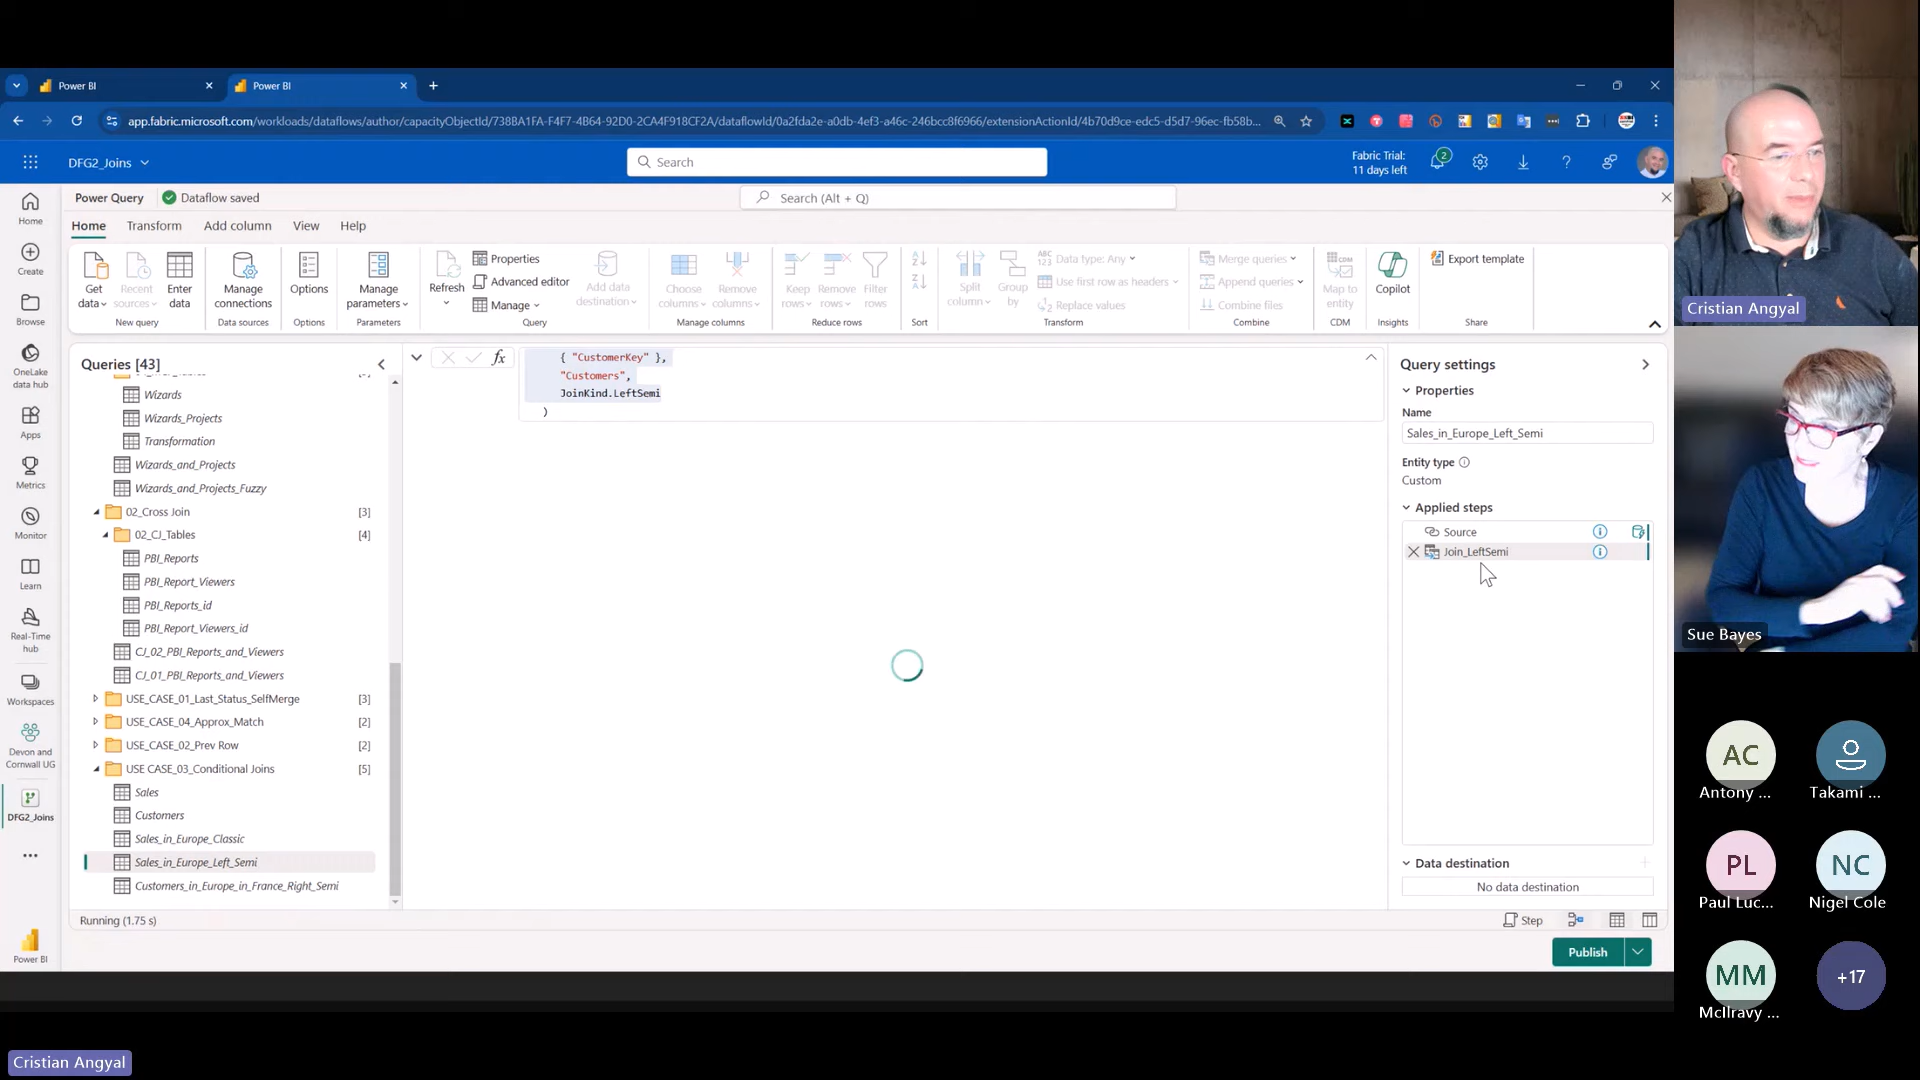 Power BI
Power BI
app.fabric.microsoft.com/workloads/dataflows/author/capacityObjectId/738BA1FA-F4F7-4B64-92D0-2CA4F918CF2A/dataflowId/0a2fda2e-a0db-4ef3-a46c-246bcc8f6966/extensionActionId/4b70d9ce-edc5-d5d7-96ec-fb58b...
DFG2_Joins
Search
Fabric Trial:
11 days left
2
Power Query
Dataflow saved
Search (Alt + Q)
Home
Transform
Add column
View
Help
Get data
Recent sources
Enter data
New query
Manage connections
Data sources
Options
Options
Manage parameters
Parameters
Refresh
Properties
Advanced editor
Manage
Add data destination
Query
Choose columns
Remove columns
Manage columns
Keep rows
Remove rows
Filter rows
Reduce rows
Sort
Split column
Group by
Data type: Any
Use first row as headers
Replace values
Transform
Merge queries
Append queries
Combine files
Combine
Map to entity
CDM
Copilot
Insights
Export template
Share
Home
Create
Browse
OneLake data hub
Apps
Metrics
Monitor
Learn
Real-Time hub
Workspaces
Devon and Cornwall UG
DFG2_Joins
Power BI
Queries [43]
Wizards
Wizards_Projects
Transformation
Wizards_and_Projects
Wizards_and_Projects_Fuzzy
02_Cross Join [3]
02_CJ_Tables [4]
PBI_Reports
PBI_Report_Viewers
PBI_Reports_id
PBI_Report_Viewers_id
CJ_02_PBI_Reports_and_Viewers
CJ_01_PBI_Reports_and_Viewers
USE_CASE_01_Last_Status_SelfMerge [3]
USE_CASE_04_Approx_Match [2]
USE_CASE_02_Prev Row [2]
USE CASE_03_Conditional Joins [5]
Sales
Customers
Sales_in_Europe_Classic
Sales_in_Europe_Left_Semi
Customers_in_Europe_in_France_Right_Semi
fx
{ "CustomerKey" },
"Customers",
JoinKind.LeftSemi
)
Query settings
Properties
Name
Sales_in_Europe_Left_Semi
Entity type
Custom
Applied steps
Source
Join_LeftSemi
Data destination
No data destination
Running (1.75 s)
Step
Publish
Cristian Angyal
Sue Bayes
AC
Antony ...
Takami ...
PL
Paul Luc...
NC
Nigel Cole
MM
McIlravy ...
+17
Cristian Angyal